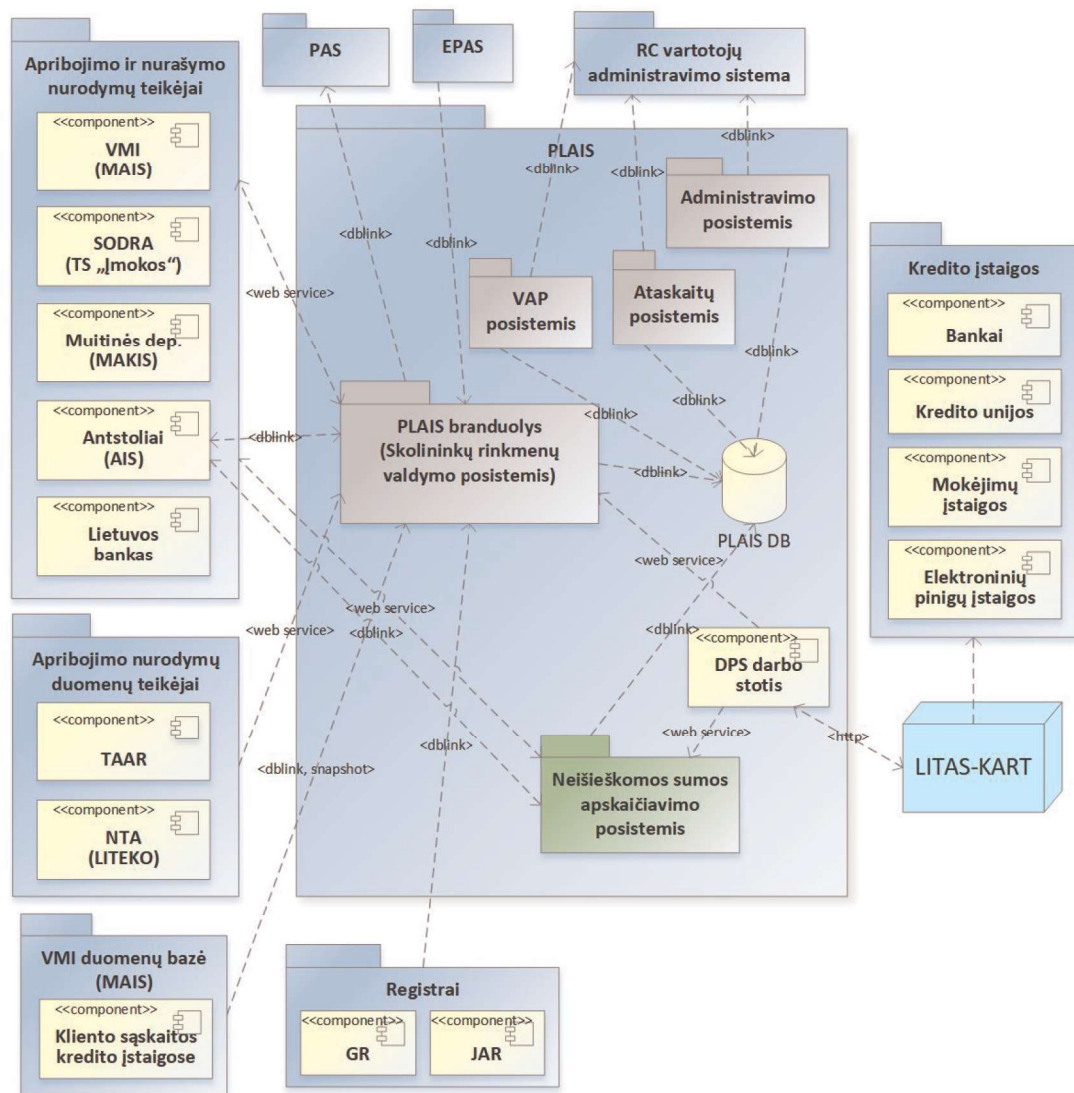 Apribojimo ir nurašymo
nurodymų teikėjai
<<component>>
VMI
(MAIS)
<<component>>
SODRA
(TS „Įmokos“)
<<component>>
Muitinės dep.
(MAKIS)
<<component>>
Antstoliai
(AIS)
<<component>>
Lietuvos
bankas
PAS
EPAS
RC vartotojų
administravimo sistema
PLAIS
<dblink>
<dblink>
<dblink>
Administravimo
posistemis
<dblink>
<dblink>
<web service>
VAP
posistemis
Ataskaitų
posistemis
<dblink>
<dblink>
<dblink>
PLAIS branduolys
(Skolininkų rinkmenų
valdymo posistemis)
<dblink>
<dblink>
PLAIS DB
<web service>
<web service>
<dblink>
<dblink>
<web service>
<component>>
DPS darbo
stotis
<web service>
<http>
<dblink>
<dblink, snapshot>
Neišieškomos sumos
apskaičiavimo
posistemis
Kredito įstaigos
<<component>>
Bankai
<<component>>
Kredito unijos
<<component>>
Mokėjimų
įstaigos
<<component>>
Elektroninių
pinigų įstaigos
LITAS-KART
Apribojimo nurodymų
duomenų teikėjai
<<component>>
TAAR
<<component>>
NTA
(LITEKO)
VMI duomenų bazė
(MAIS)
<<component>>
Kliento sąskaitos
kredito įstaigose
Registrai
<<component>>
GR
<<component>>
JAR